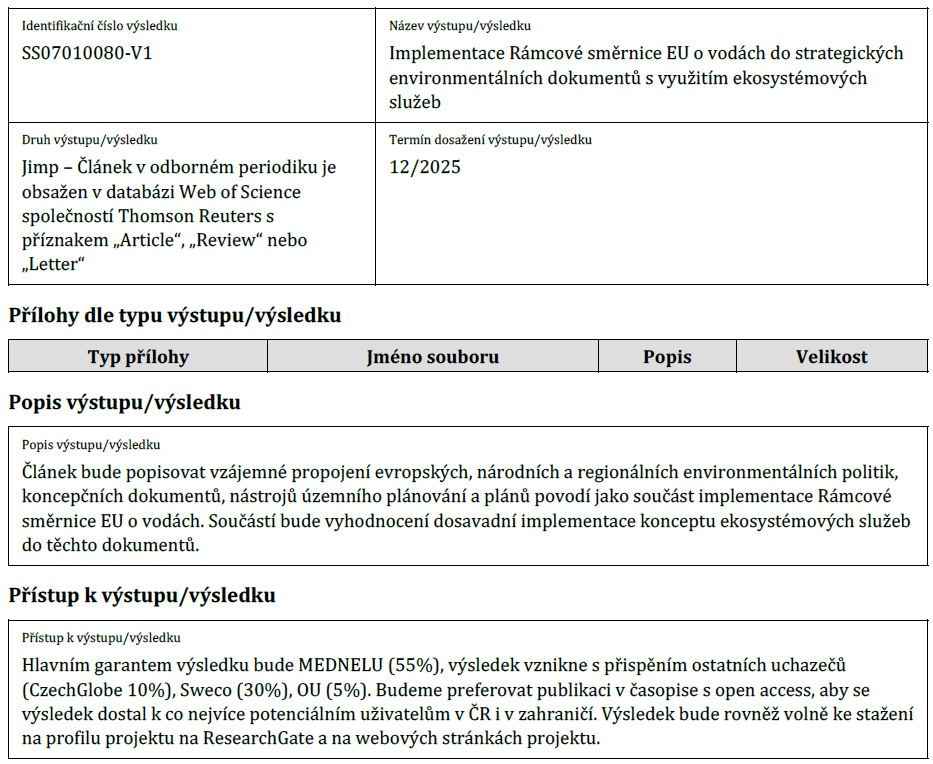 Identifikační číslo výsledku
SS07010080-V1
Název výstupu/výsledku
Implementace Rámcové směrnice EU o vodách do strategických
environmentálních dokumentů s využitím ekosystémových
služeb
Druh výstupu/výsledku
Jimp – Článek v odborném periodiku je
obsažen v databázi Web of Science
společností Thomson Reuters s
příznakem „Article“, „Review“ nebo
„Letter“
Termín dosažení výstupu/výsledku
12/2025
Přílohy dle typu výstupu/výsledku
Typ přílohy Jméno souboru Popis Velikost
Popis výstupu/výsledku
Popis výstupu/výsledku
Článek bude popisovat vzájemné propojení evropských, národních a regionálních environmentálních politik,
koncepčních dokumentů, nástrojů územního plánování a plánů povodí jako součást implementace Rámcové
směrnice EU o vodách. Součástí bude vyhodnocení dosavadní implementace konceptu ekosystémových služeb
do těchto dokumentů.
Přístup k výstupu/výsledku
Přístup k výstupu/výsledku
Hlavním garantem výsledku bude MEDNELU (55%), výsledek vznikne s přispěním ostatních uchazečů
(CzechGlobe 10%), Sweco (30%), OU (5%). Budeme preferovat publikaci v časopise s open access, aby se
výsledek dostal k co nejvíce potenciálním uživatelům v ČR i v zahraničí. Výsledek bude rovněž volně ke stažení
na profilu projektu na ResearchGate a na webových stránkách projektu.